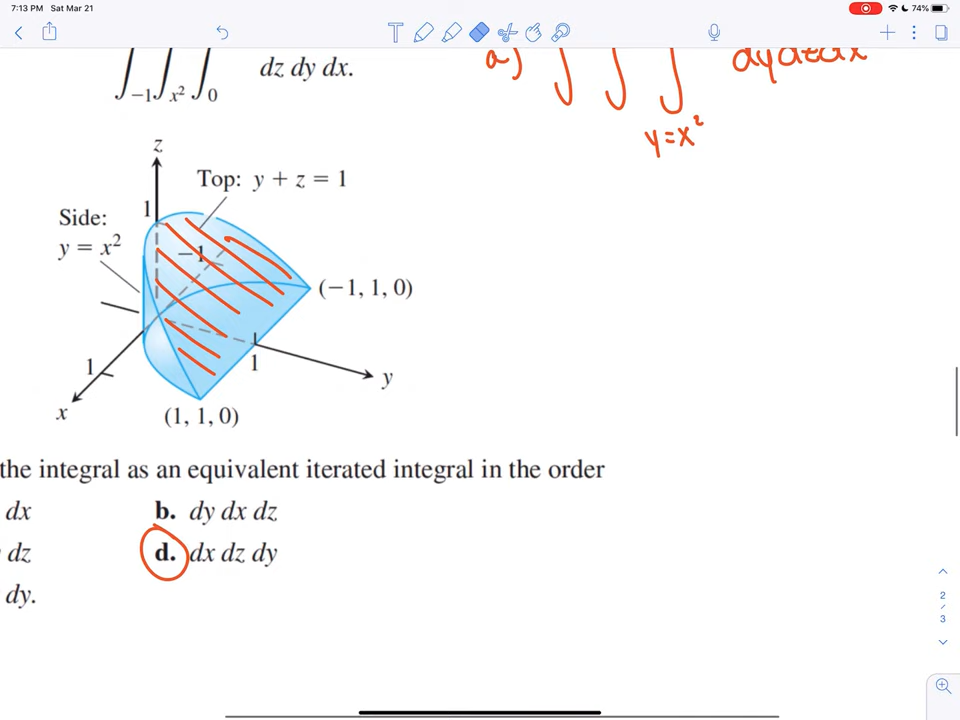 7:13 PM Sat Mar 21
74%
∫₋₁ ∫ₓ² ∫₀ dz dy dx.
a) ∫ ∫ ∫ dydzdx
y=x²
z
Top: y + z = 1
Side:
y = x²
1
−1
(−1, 1, 0)
1
1
y
x
(1, 1, 0)
the integral as an equivalent iterated integral in the order
dx b. dy dx dz
dz d. dx dz dy
dy.
2
/
3